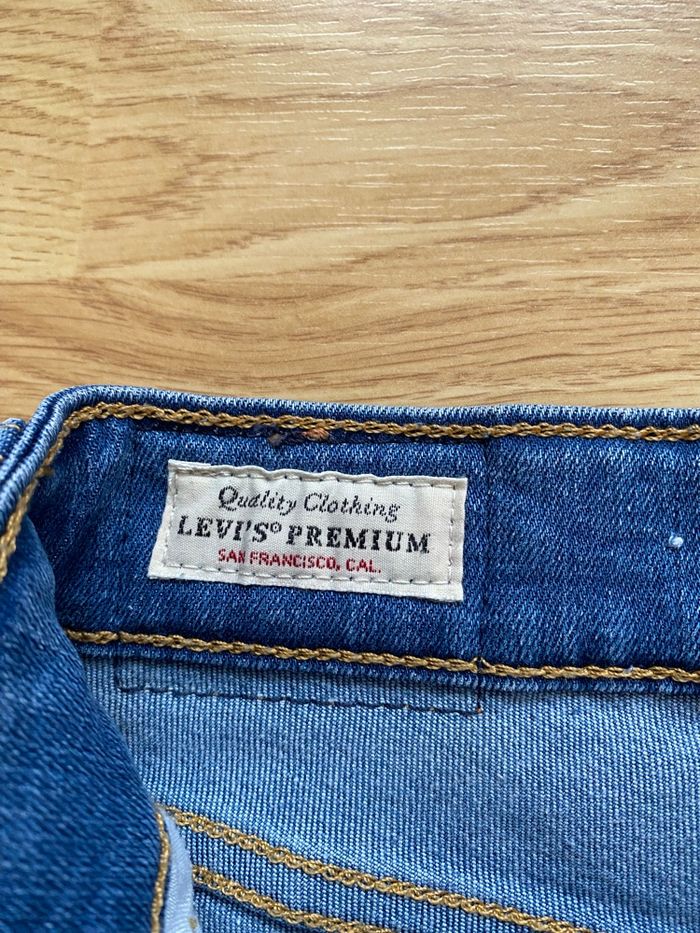 Quality Clothing
LEVI'S® PREMIUM
SAN FRANCISCO, CAL.